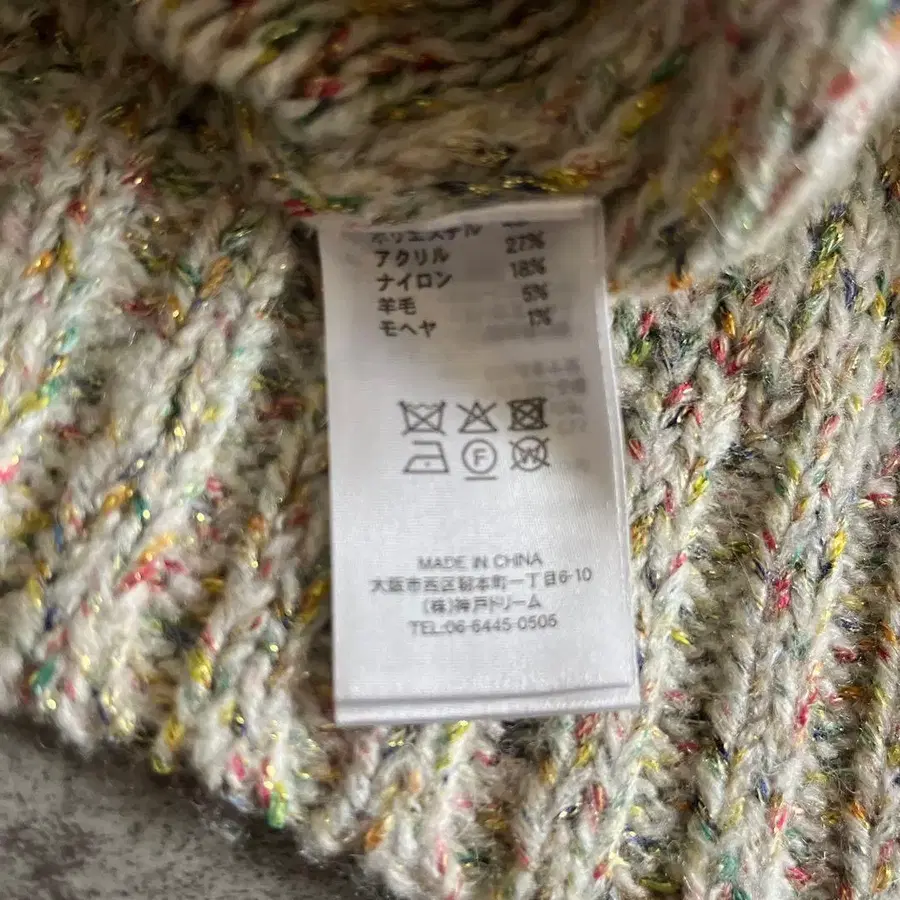 ポリエステル
アクリル 27%
ナイロン 18%
羊毛 5%
モヘヤ 1%
F W
MADE IN CHINA
大阪市西区靭本町一丁目6-10
(株)神戸ドリーム
TEL:06-6445-0505